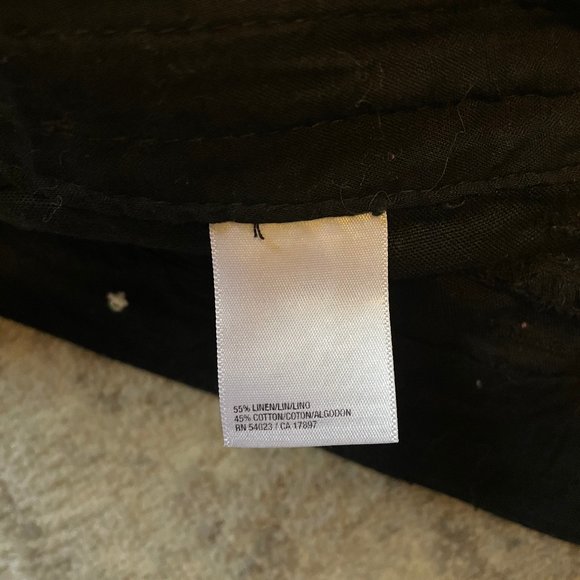 55% LINEN/LIN/LINO
45% COTTON/COTON/ALGODON
RN 54023 / CA 17897